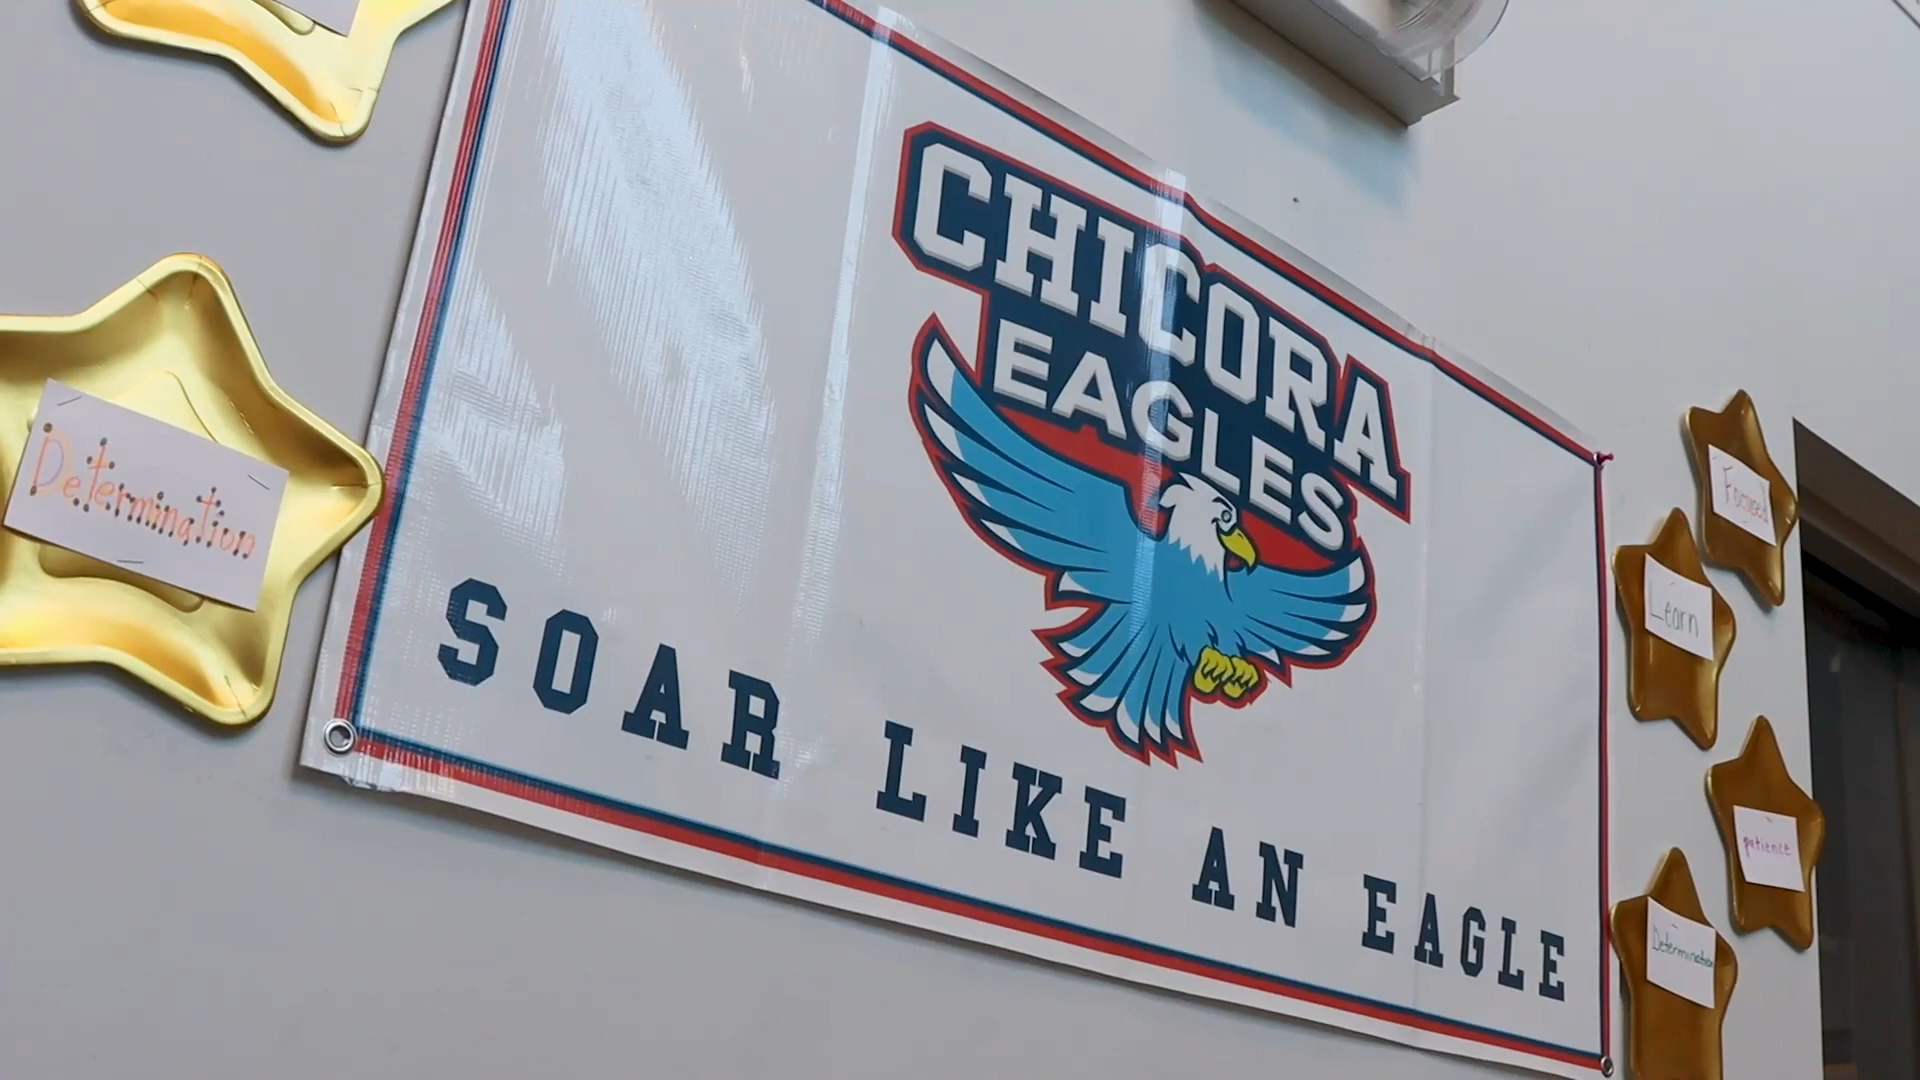 Determination
CHICORA
EAGLES
SOAR LIKE AN EAGLE
Focused
Learn
patience
Determination